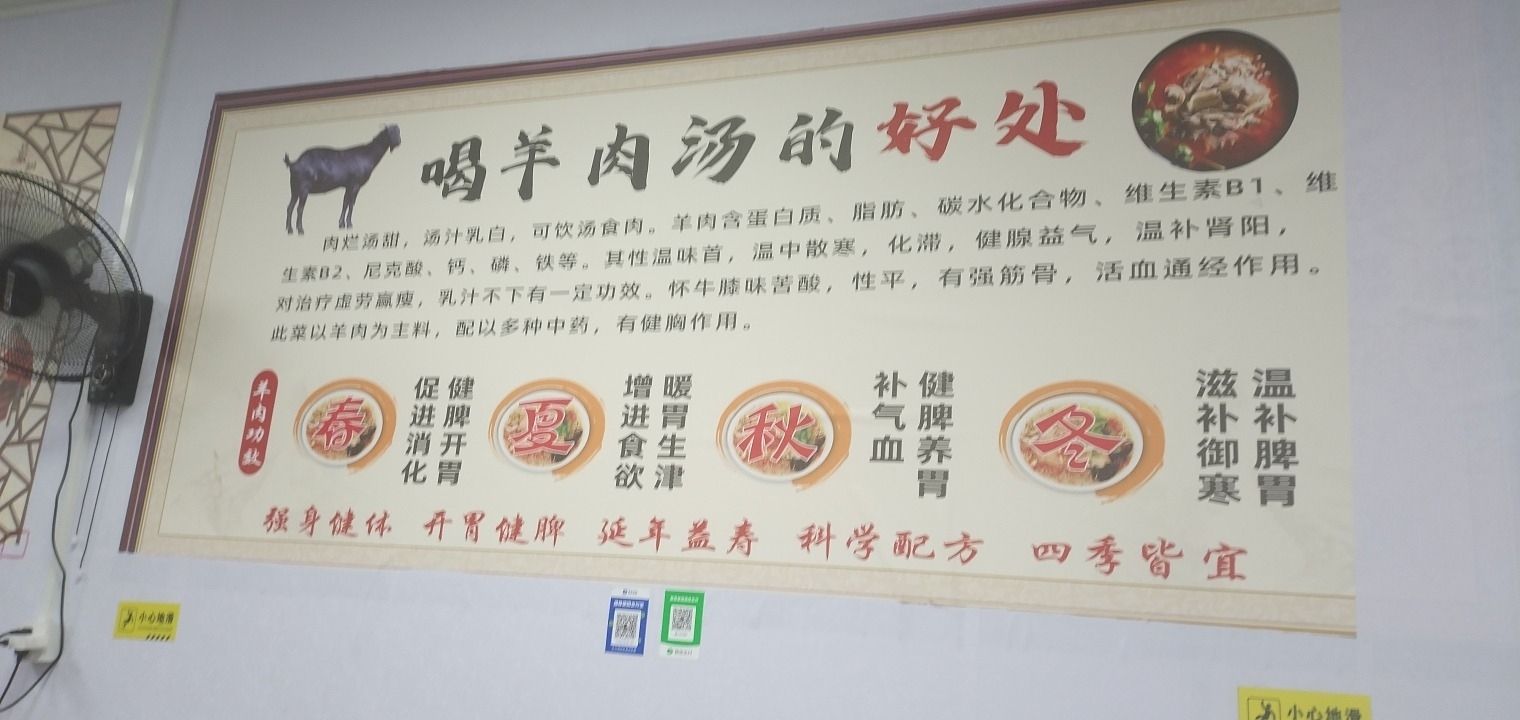 喝羊肉汤的好处
肉烂汤甜，汤汁乳白，可饮汤食肉。羊肉含蛋白质、脂肪、碳水化合物、维生素B1、维
生素B2、尼克酸、钙、磷、铁等。其性温味首，温中散寒，化滞，健腺益气，温补肾阳，
对治疗虚劳赢瘦，乳汁不下有一定功效。怀牛膝味苦酸，性平，有强筋骨，活血通经作用。
此菜以羊肉为主料，配以多种中药，有健胸作用。
羊肉功效
春
健脾开胃
促进消化
夏
暖胃生津
增进食欲
秋
健脾养胃
补气血
冬
温补脾胃
滋补御寒
强身健体 开胃健脾 延年益寿 科学配方 四季皆宜
小心地滑
小心地滑